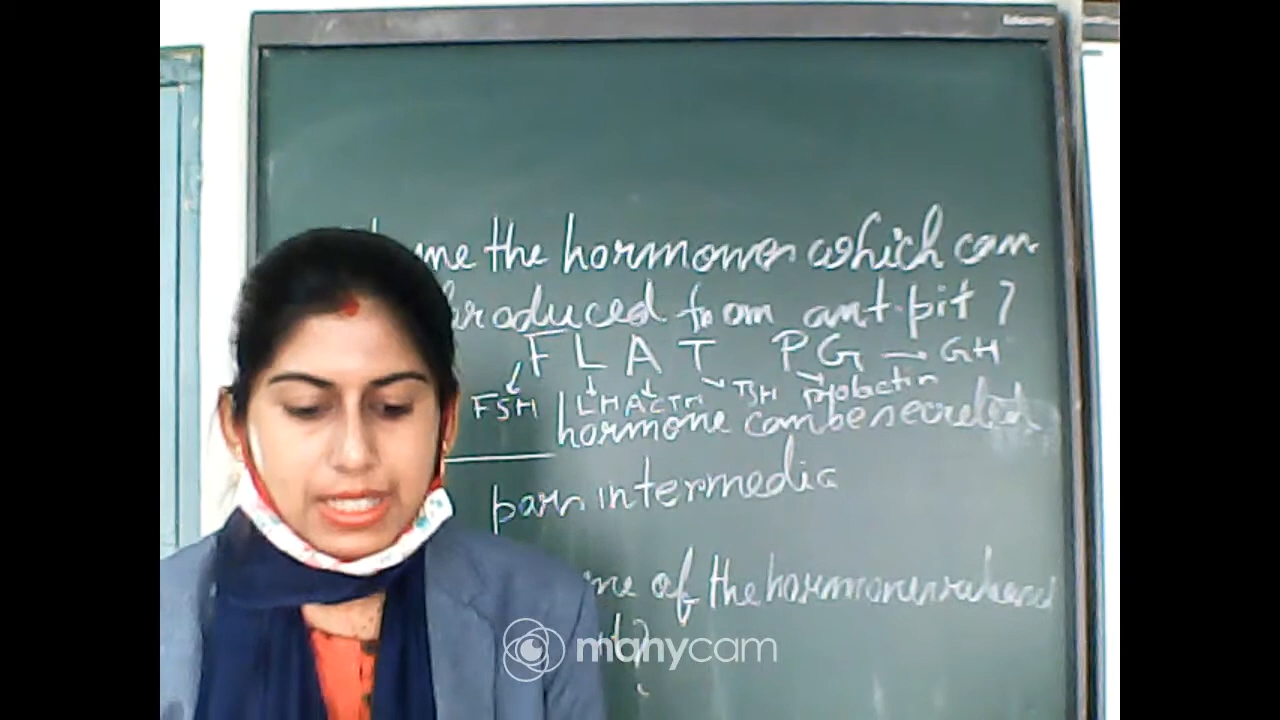 me the hormones which can
produced from ant. pit ?
F L A T P G → GH
FSH LH ACTH TSH Prolactin
hormone can be secreted
pars intermedia
me of the hormones
manycam